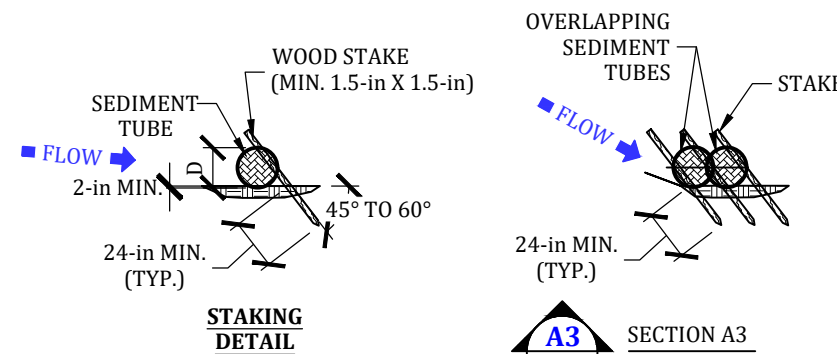 WOOD STAKE
(MIN. 1.5-in X 1.5-in)
SEDIMENT
TUBE
FLOW
D
2-in MIN.
45° TO 60°
24-in MIN.
(TYP.)
STAKING
DETAIL
OVERLAPPING
SEDIMENT
TUBES
STAKE
FLOW
24-in MIN.
(TYP.)
A3
SECTION A3